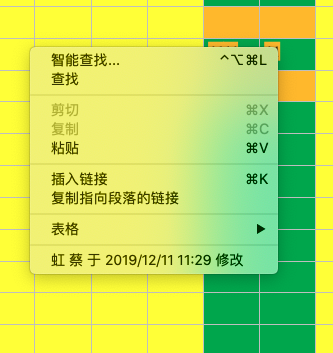 智能查找... ^⌥⌘L
查找
剪切 ⌘X
复制 ⌘C
粘贴 ⌘V
插入链接 ⌘K
复制指向段落的链接
表格 ▶
虹 蔡 于 2019/12/11 11:29 修改